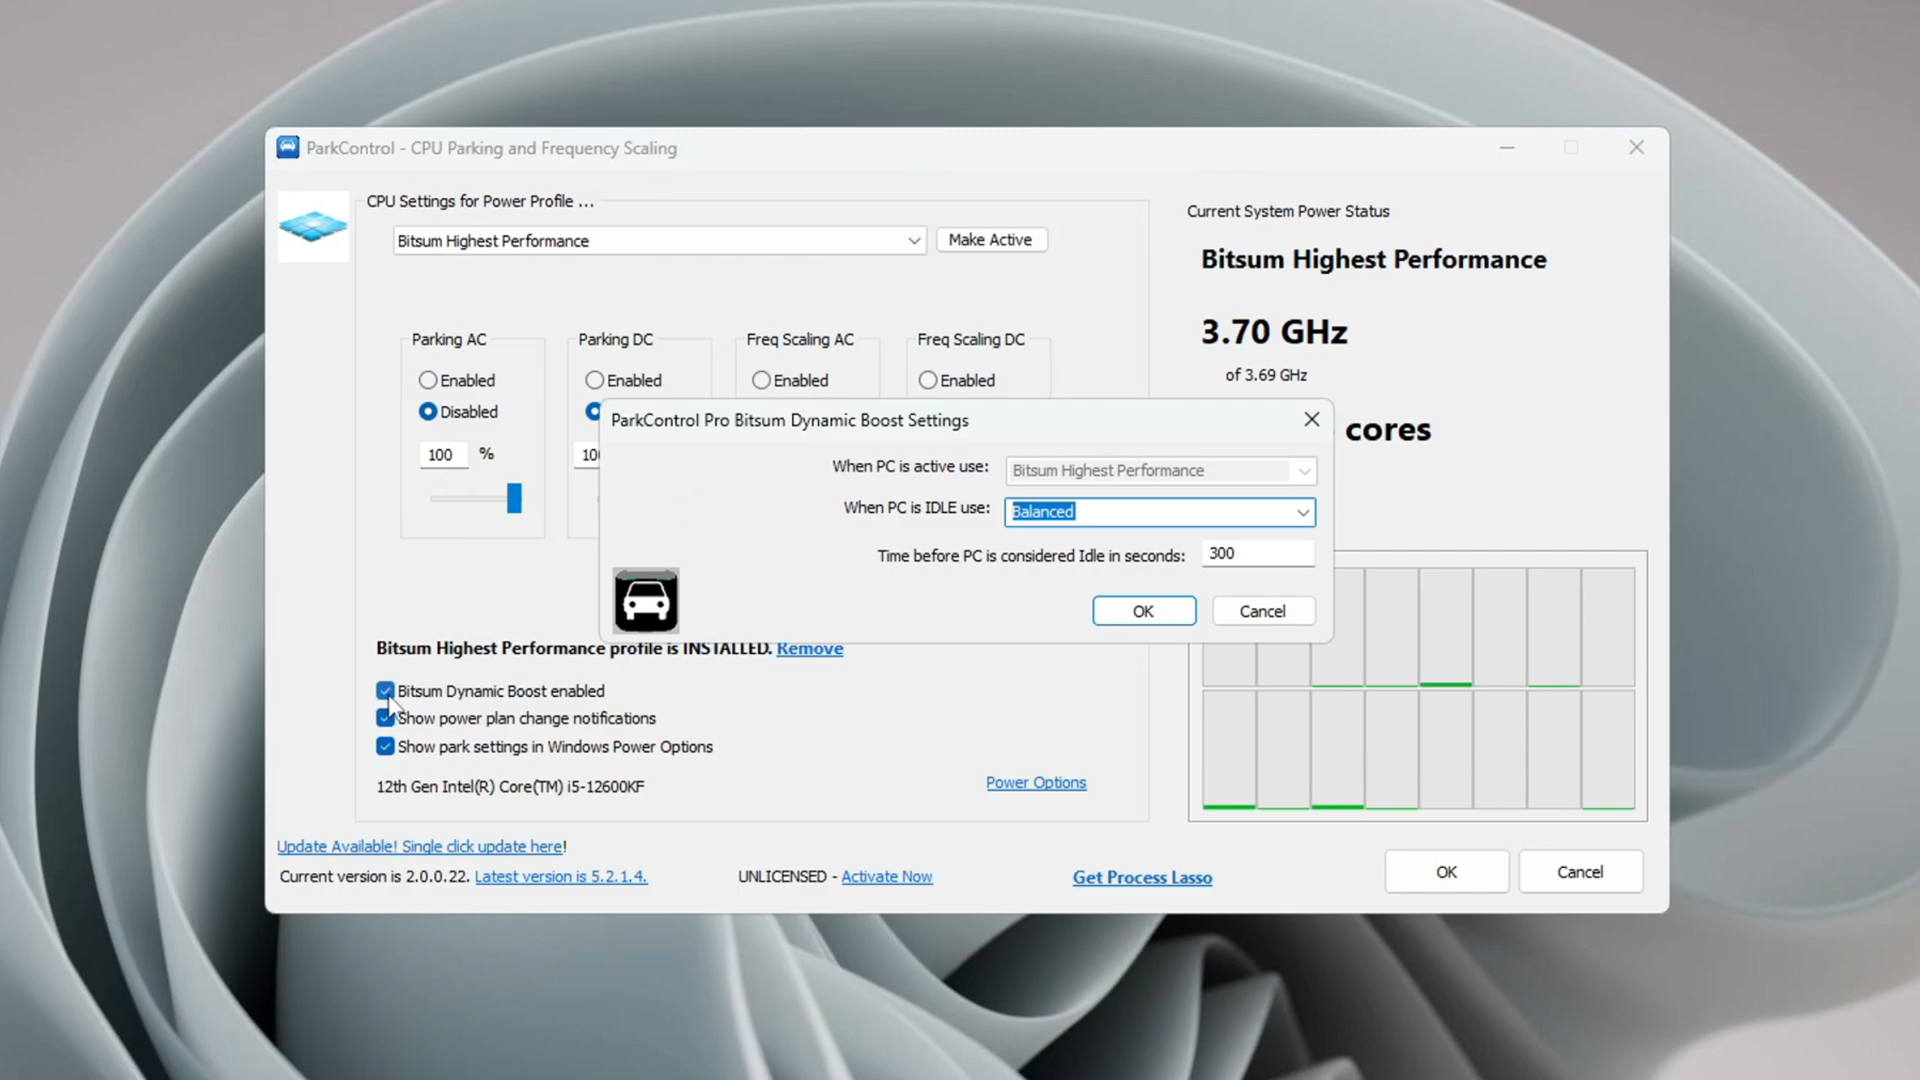 ParkControl - CPU Parking and Frequency Scaling
CPU Settings for Power Profile ...
Bitsum Highest Performance
Make Active
Current System Power Status
Bitsum Highest Performance
3.70 GHz
of 3.69 GHz
cores
Parking AC
Enabled
Disabled
100 %
Parking DC
Enabled
Freq Scaling AC
Enabled
Freq Scaling DC
Enabled
ParkControl Pro Bitsum Dynamic Boost Settings
When PC is active use: Bitsum Highest Performance
When PC is IDLE use: Balanced
Time before PC is considered Idle in seconds: 300
OK
Cancel
Bitsum Highest Performance profile is INSTALLED. Remove
Bitsum Dynamic Boost enabled
Show power plan change notifications
Show park settings in Windows Power Options
12th Gen Intel(R) Core(TM) i5-12600KF
Power Options
Update Available! Single click update here!
Current version is 2.0.0.22. Latest version is 5.2.1.4.
UNLICENSED - Activate Now
Get Process Lasso
OK
Cancel